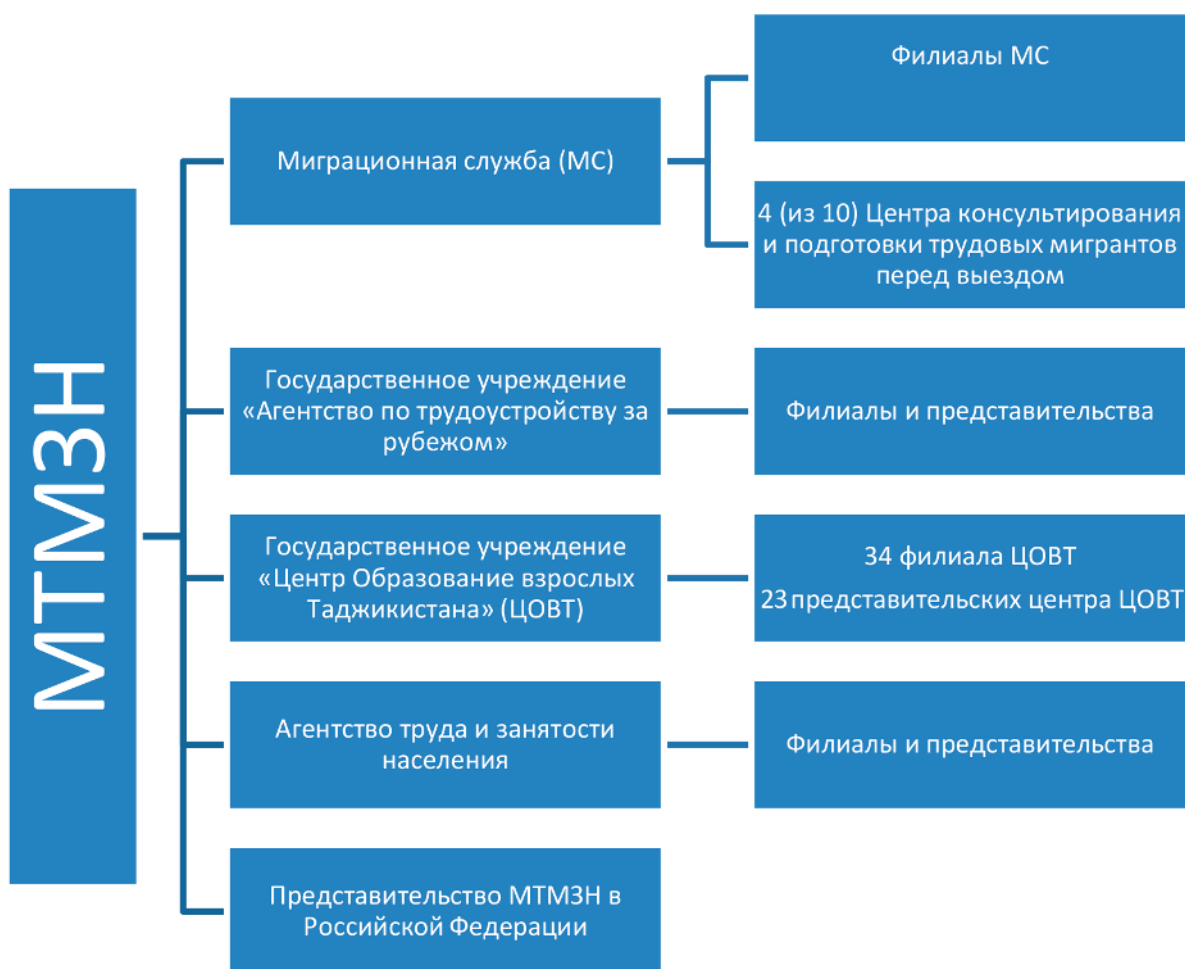 МТМЗН
Миграционная служба (МС)
Филиалы МС
4 (из 10) Центра консультирования
и подготовки трудовых мигрантов
перед выездом
Государственное учреждение
«Агентство по трудоустройству за
рубежом»
Филиалы и представительства
Государственное учреждение
«Центр Образование взрослых
Таджикистана» (ЦОВТ)
34 филиала ЦОВТ
23 представительских центра ЦОВТ
Агентство труда и занятости
населения
Филиалы и представительства
Представительство МТМЗН в
Российской Федерации